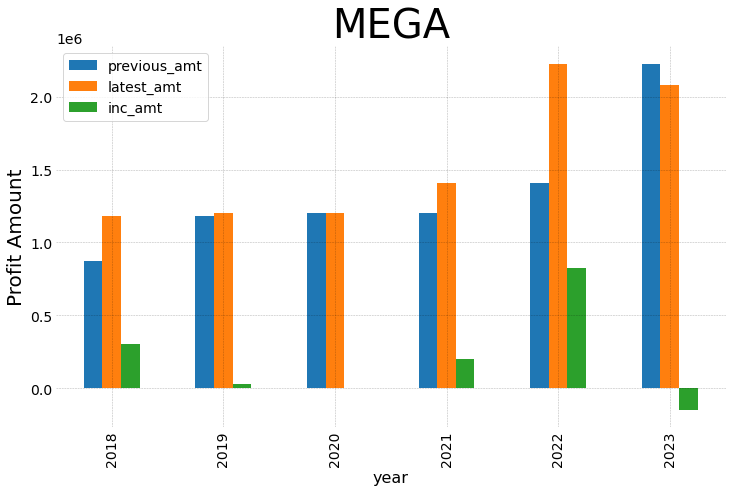 MEGA
1e6
previous_amt
latest_amt
inc_amt
2.0
1.5
1.0
0.5
0.0
Profit Amount
2018 2019 2020 2021 2022 2023
year